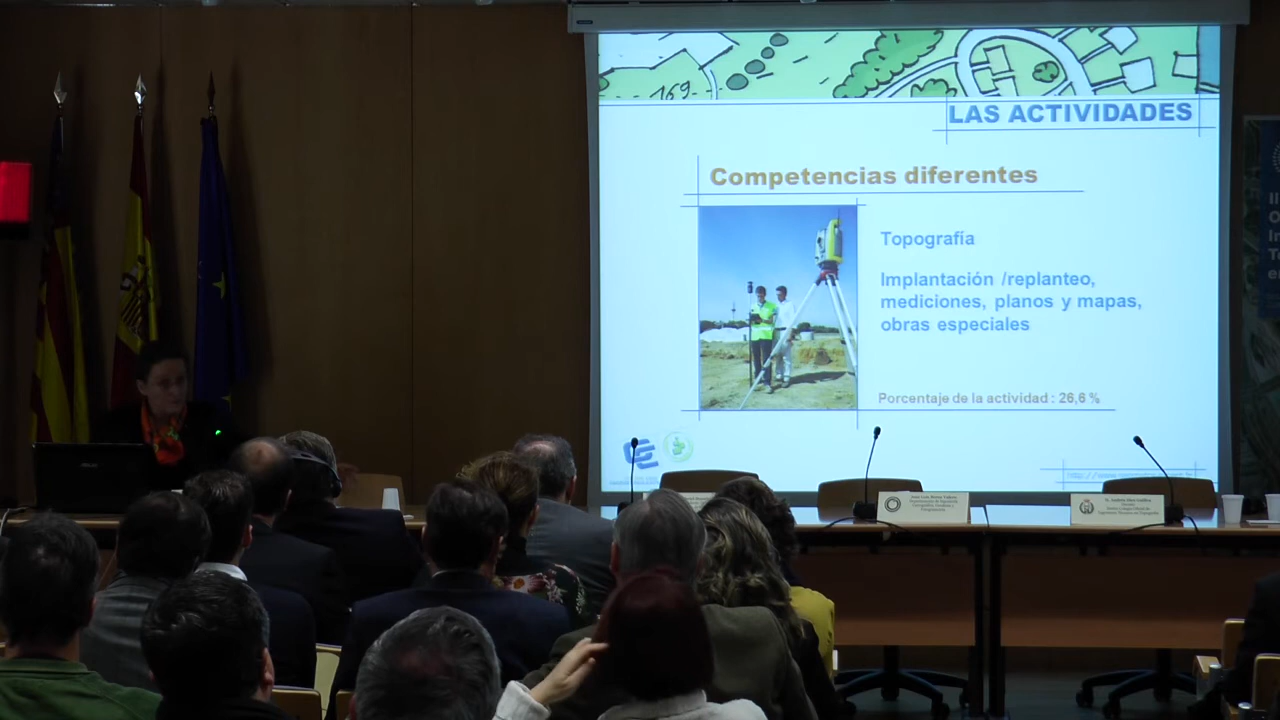 169
LAS ACTIVIDADES
Competencias diferentes
Topografía
Implantación /replanteo,
mediciones, planos y mapas,
obras especiales
Porcentaje de la actividad : 26,6 %